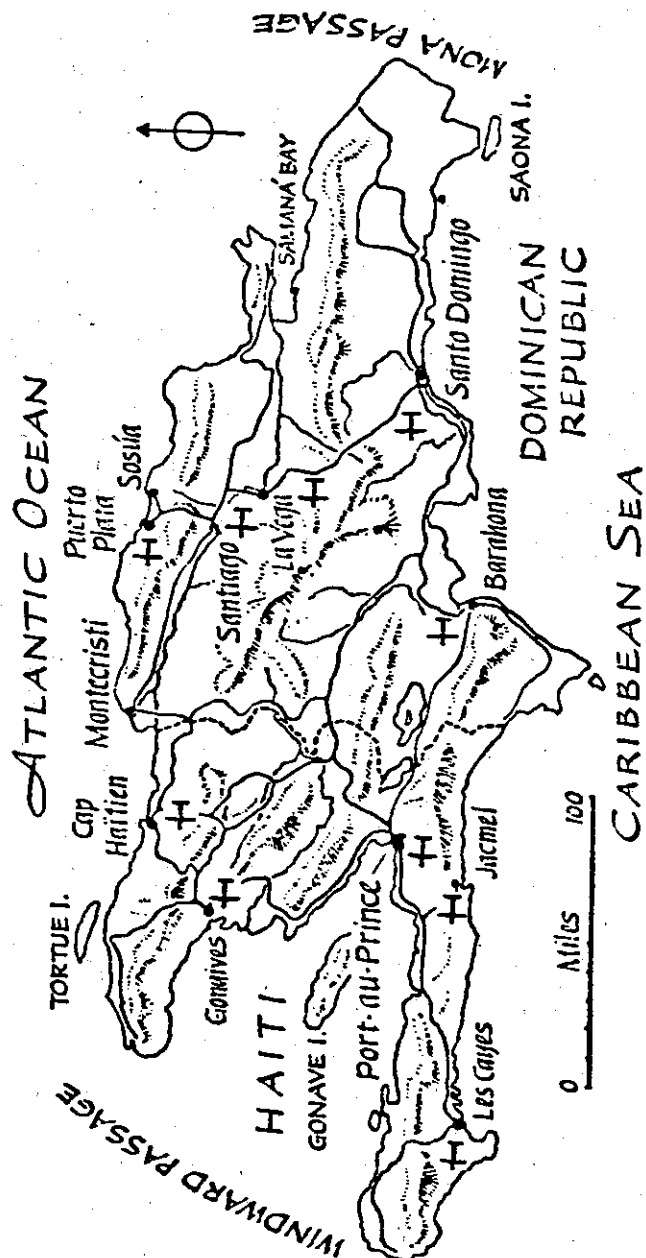 ATLANTIC OCEAN
TORTUE I.
Cap
Haïtien
Montecristi
Puerto
Plata
Sosúa
WINDWARD PASSAGE
MONA PASSAGE
Gonaives
Santiago
La Vega
SAMANÁ BAY
HAITI
GONAVE I.
Port-au-Prince
Santo Domingo
SAONA I.
Les Cayes
Jacmel
Barahona
DOMINICAN
REPUBLIC
0 Miles 100
CARIBBEAN SEA